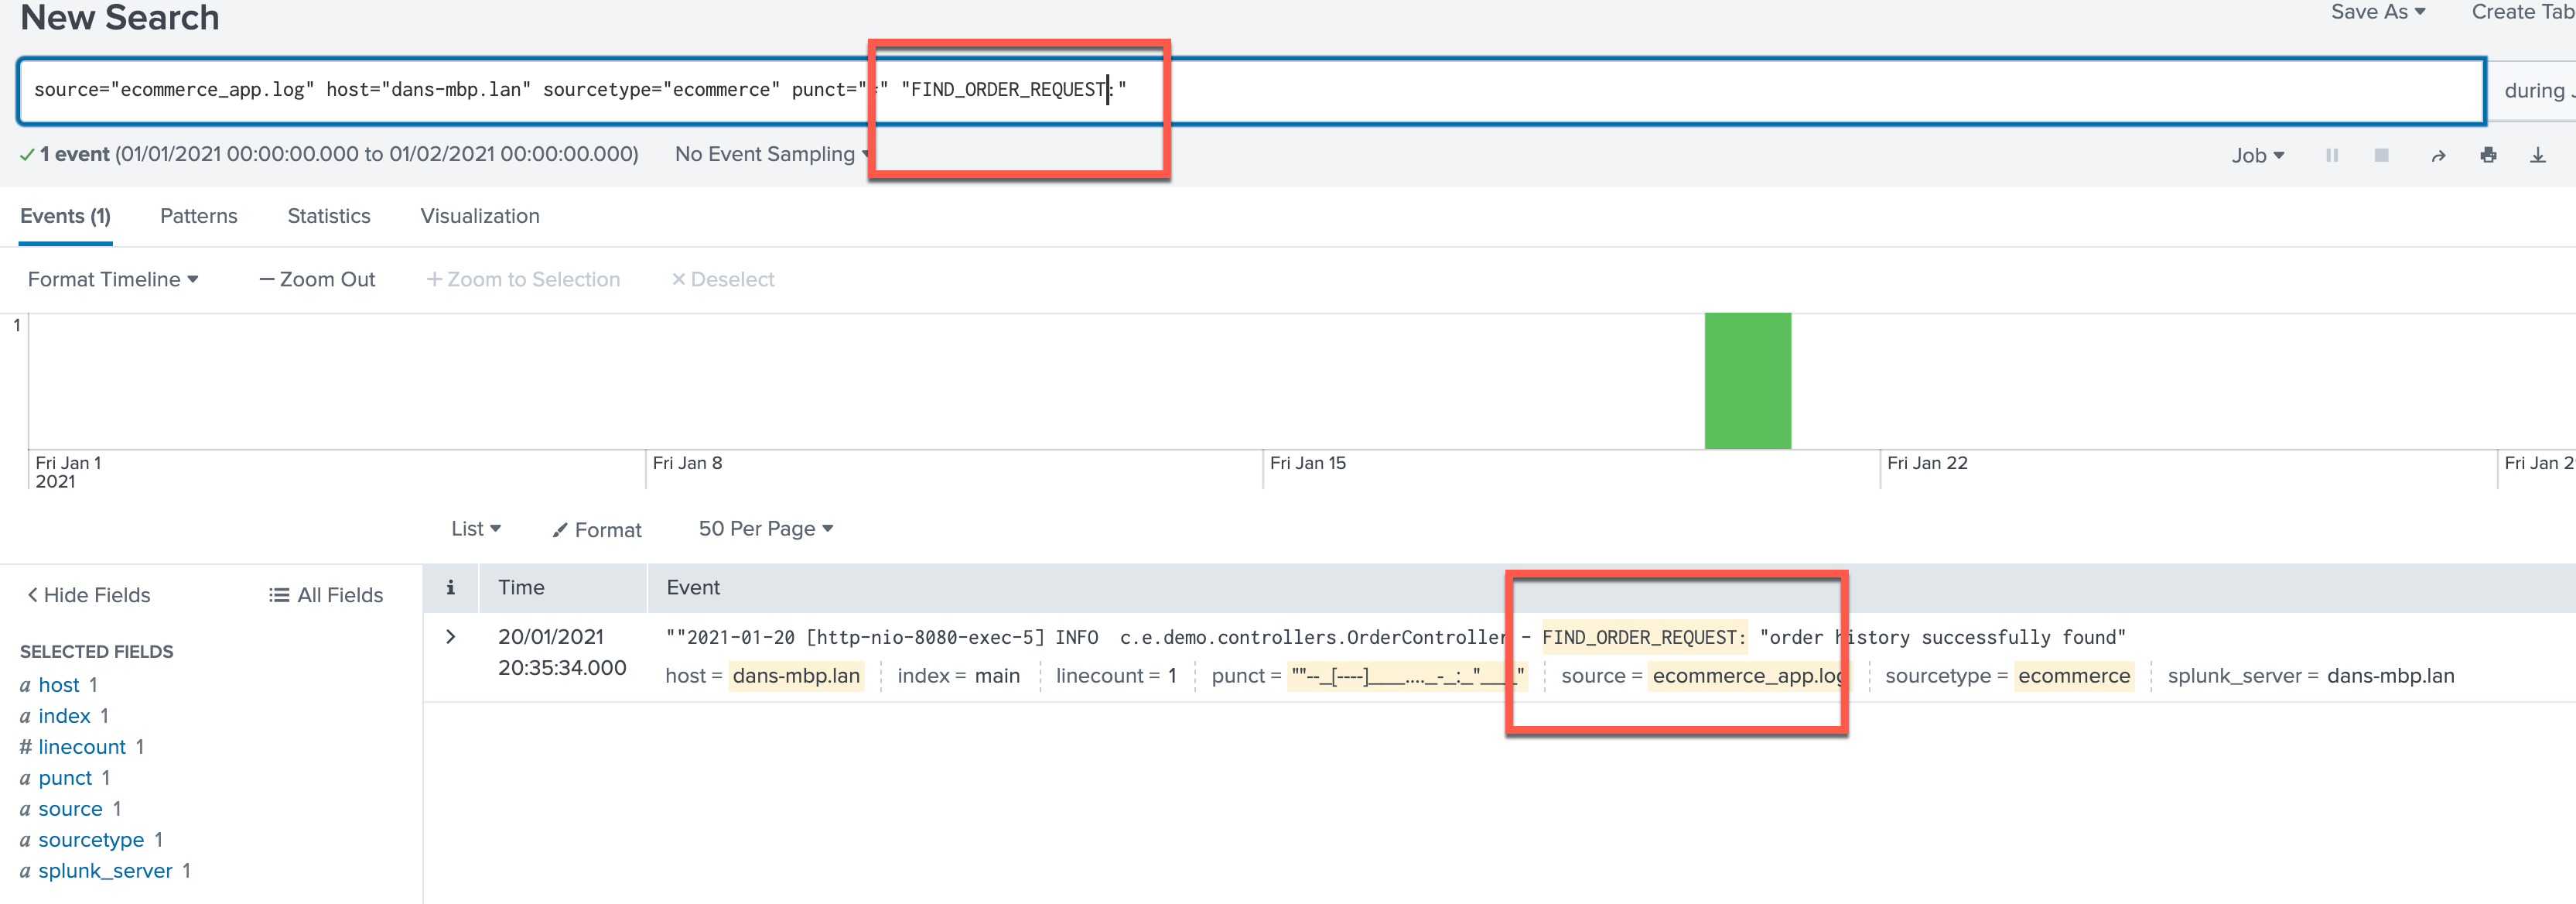 New Search
Save As
Create Tab
source="ecommerce_app.log" host="dans-mbp.lan" sourcetype="ecommerce" punct="*" "FIND_ORDER_REQUEST:"
during
1 event (01/01/2021 00:00:00.000 to 01/02/2021 00:00:00.000)
No Event Sampling
Job
Events (1)
Patterns
Statistics
Visualization
Format Timeline
— Zoom Out
+ Zoom to Selection
× Deselect
1
Fri Jan 1
2021
Fri Jan 8
Fri Jan 15
Fri Jan 22
Fri Jan 2
List
Format
50 Per Page
< Hide Fields
All Fields
i
Time
Event
SELECTED FIELDS
a host 1
a index 1
# linecount 1
a punct 1
a source 1
a sourcetype 1
a splunk_server 1
>
20/01/2021
20:35:34.000
""2021-01-20 [http-nio-8080-exec-5] INFO  c.e.demo.controllers.OrderController - FIND_ORDER_REQUEST: "order history successfully found"
host = dans-mbp.lan
index = main
linecount = 1
punct = ""--_[----]____...._-_:_"___"
source = ecommerce_app.log
sourcetype = ecommerce
splunk_server = dans-mbp.lan